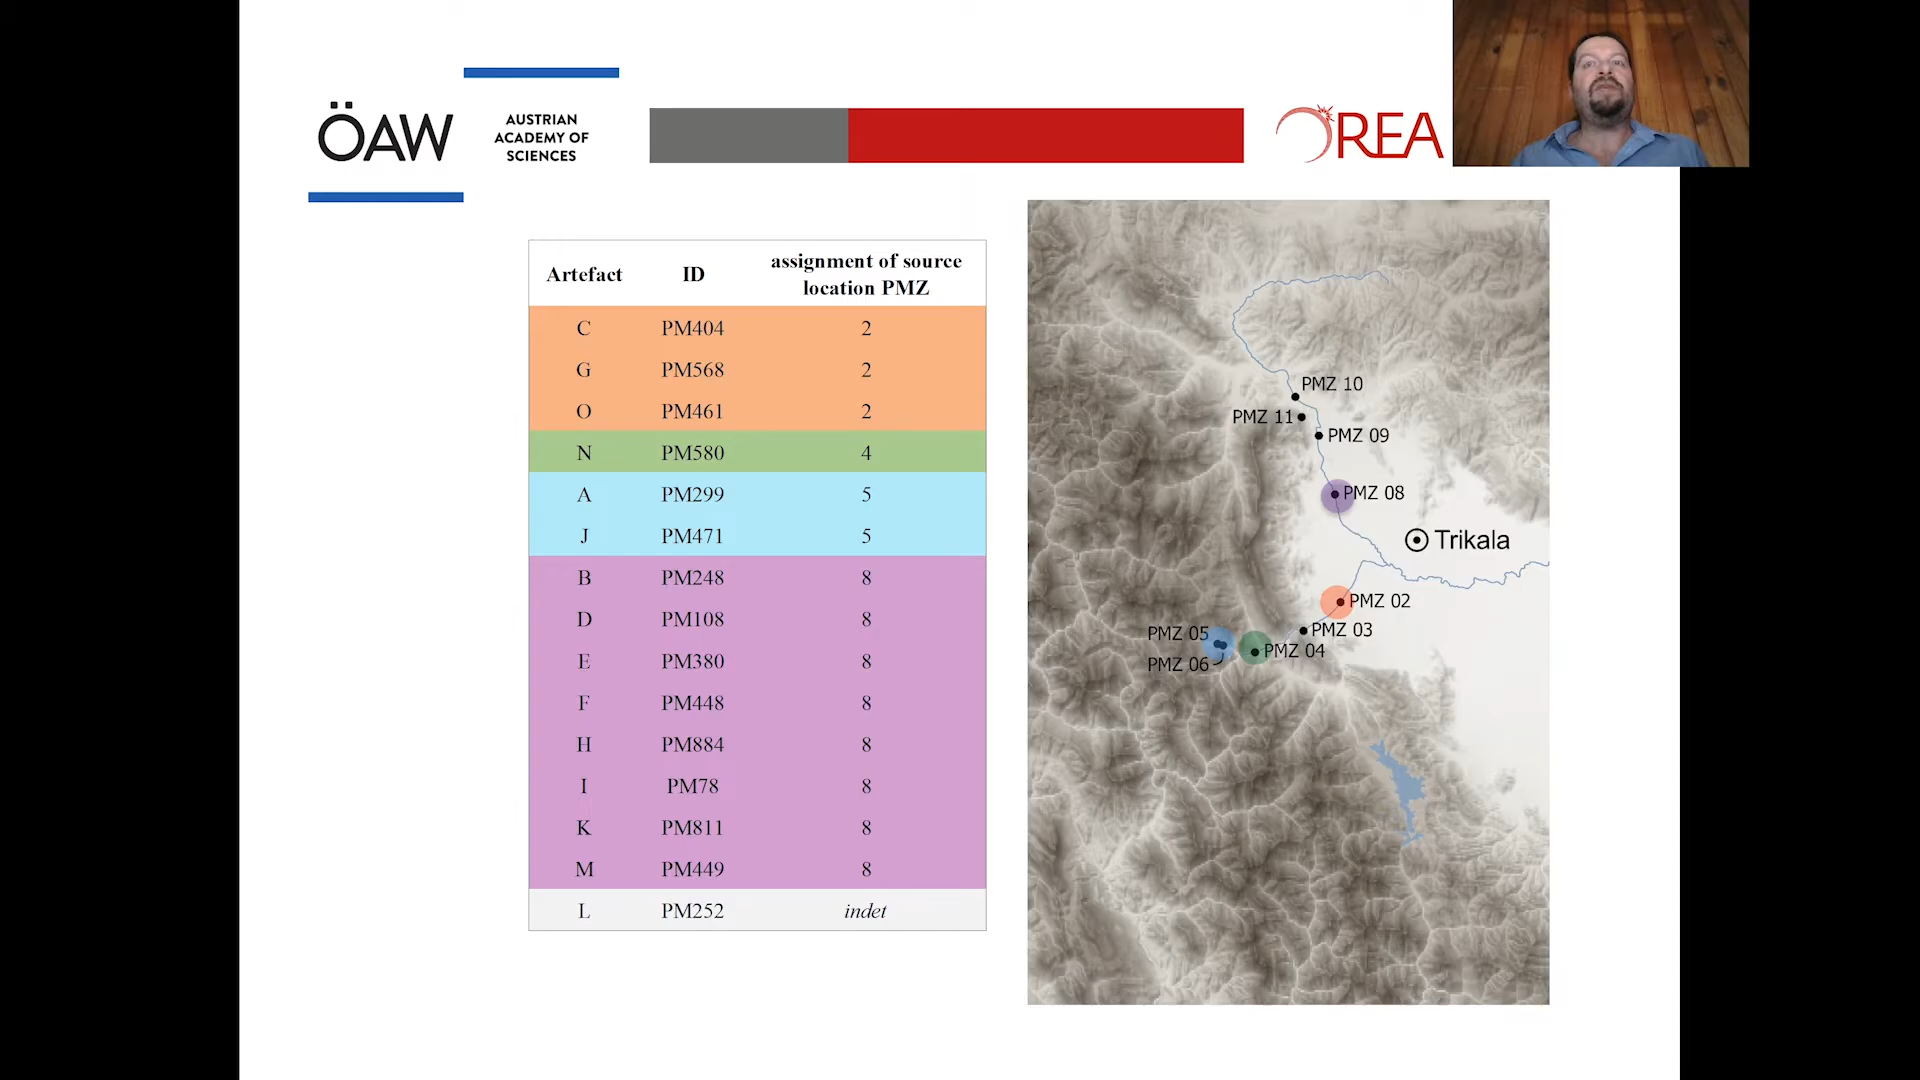 ÖAW
AUSTRIAN
ACADEMY OF
SCIENCES
OREA
Artefact ID assignment of source location PMZ
C PM404 2
G PM568 2
O PM461 2
N PM580 4
A PM299 5
J PM471 5
B PM248 8
D PM108 8
E PM380 8
F PM448 8
H PM884 8
I PM78 8
K PM811 8
M PM449 8
L PM252 indet
PMZ 10
PMZ 11
PMZ 09
PMZ 08
Trikala
PMZ 02
PMZ 03
PMZ 05
PMZ 04
PMZ 06